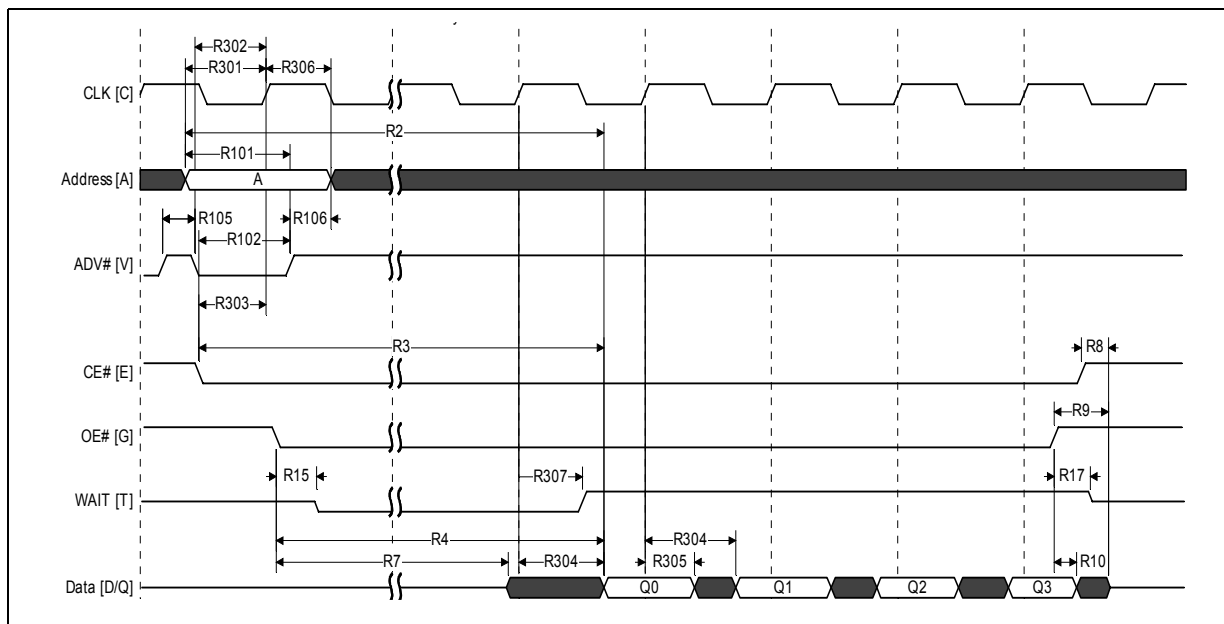 R302
R301 R306
CLK [C]
R2
R101
Address [A]
A
R105 R106
R102
ADV# [V]
R303
R3
R8
CE# [E]
R9
OE# [G]
R15 R307 R17
WAIT [T]
R4 R304
R7 R304 R305 R10
Data [D/Q]
Q0 Q1 Q2 Q3